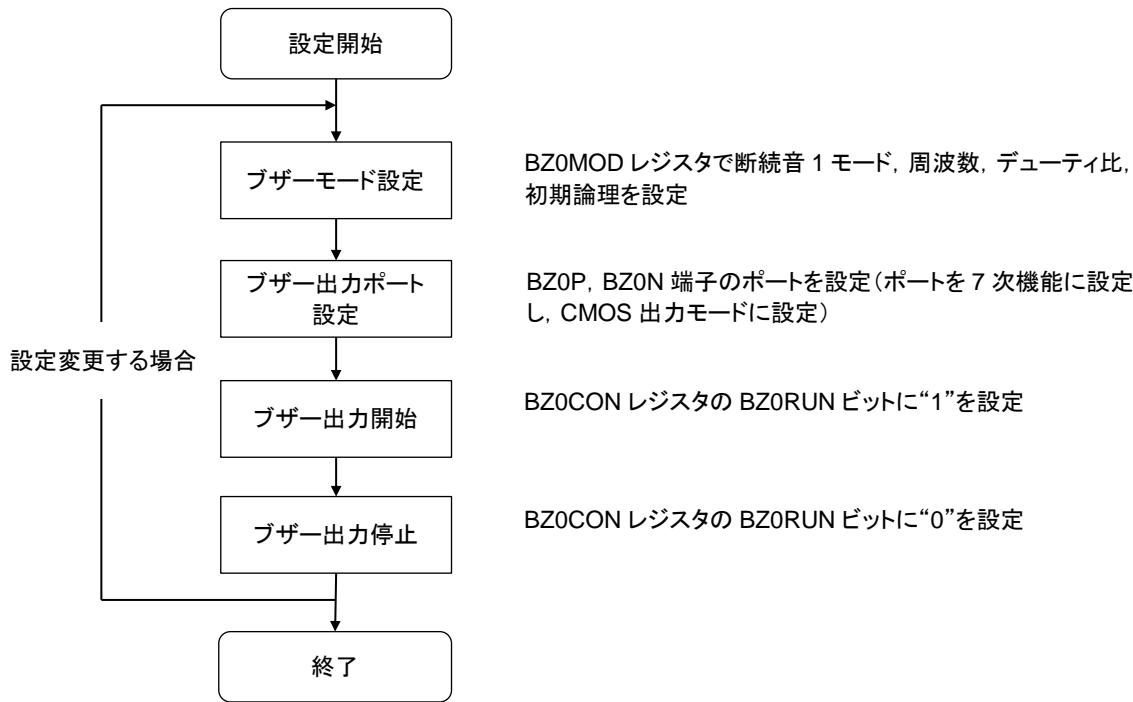 設定開始
ブザーモード設定
BZ0MOD レジスタで断続音 1 モード，周波数，デューティ比，
初期論理を設定
ブザー出力ポート
設定
BZ0P，BZ0N 端子のポートを設定（ポートを 7 次機能に設定
し，CMOS 出力モードに設定）
設定変更する場合
ブザー出力開始
BZ0CON レジスタの BZ0RUN ビットに“1”を設定
ブザー出力停止
BZ0CON レジスタの BZ0RUN ビットに“0”を設定
終了